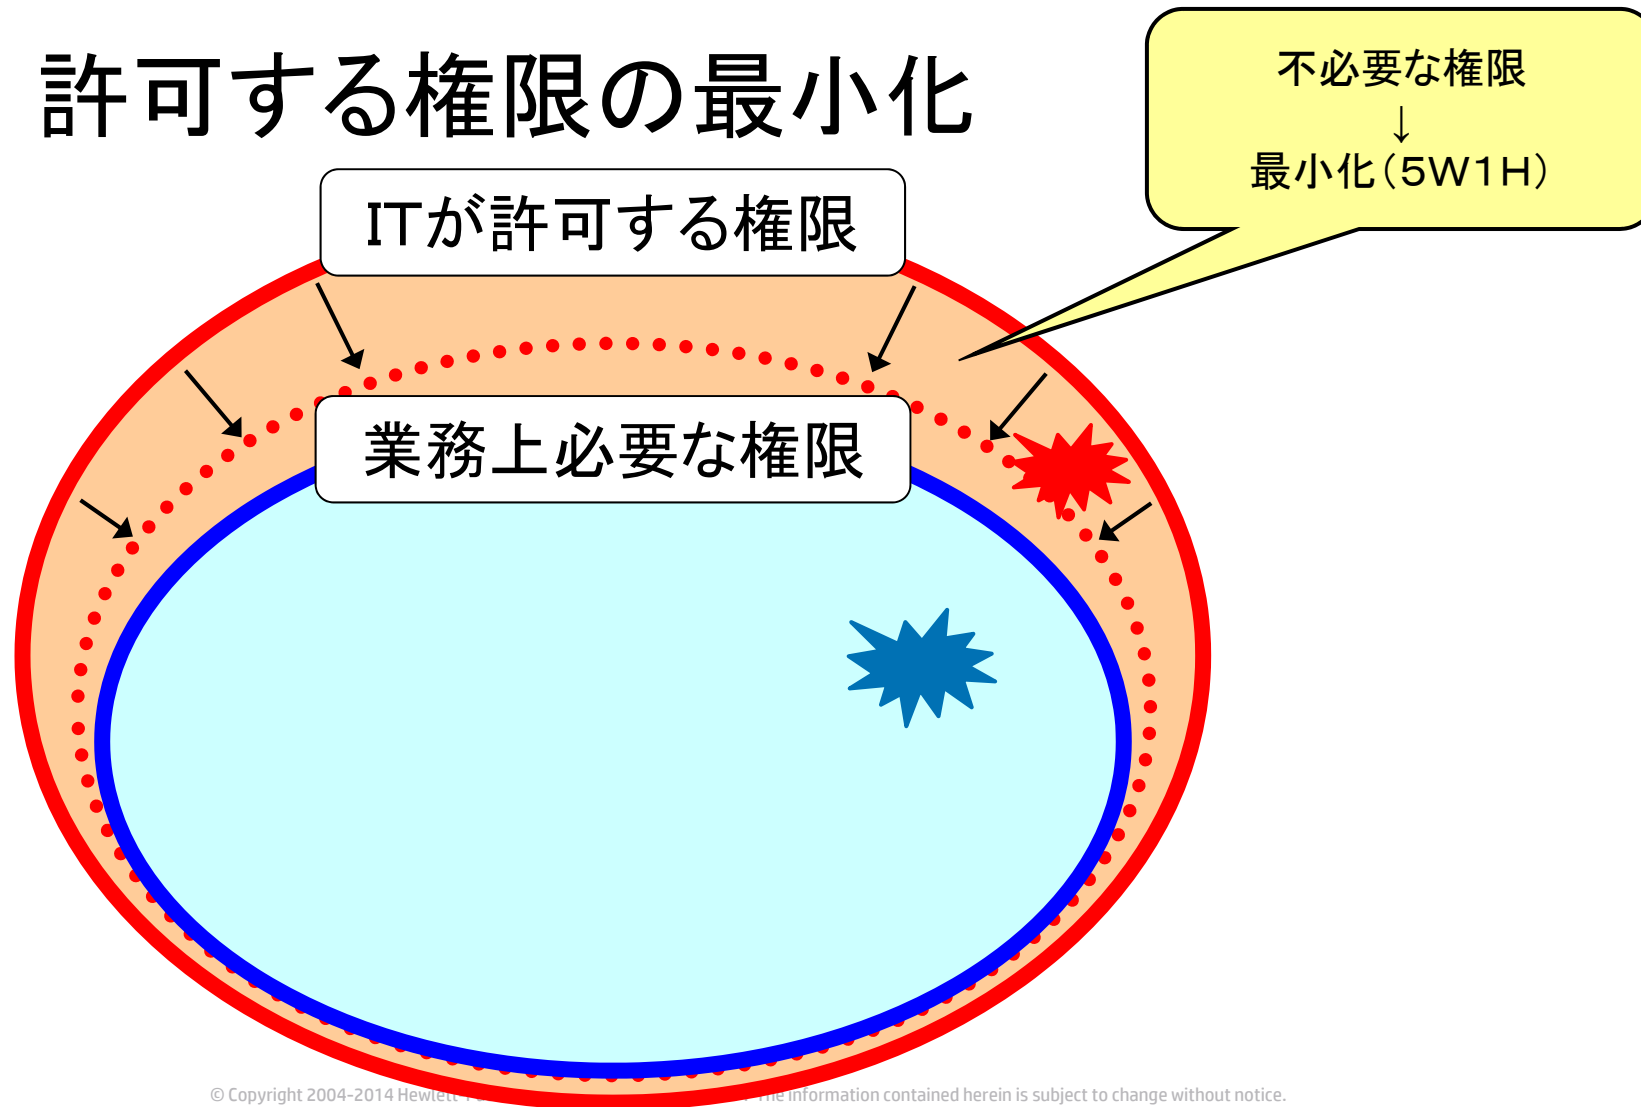 許可する権限の最小化
不必要な権限
↓
最小化（5W1H）
ITが許可する権限
業務上必要な権限
© Copyright 2004-2014 Hewlett information contained herein is subject to change without notice.